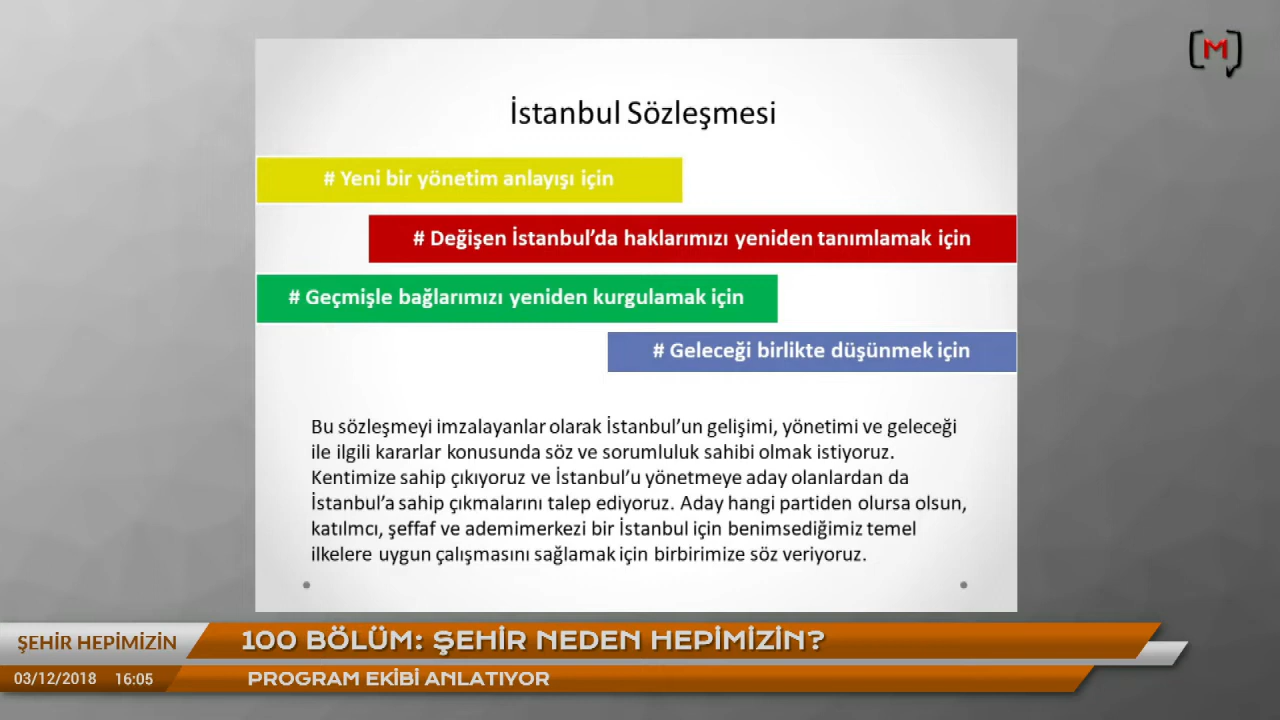 M
İstanbul Sözleşmesi
# Yeni bir yönetim anlayışı için
# Değişen İstanbul'da haklarımızı yeniden tanımlamak için
# Geçmişle bağlarımızı yeniden kurgulamak için
# Geleceği birlikte düşünmek için
Bu sözleşmeyi imzalayanlar olarak İstanbul'un gelişimi, yönetimi ve geleceği
ile ilgili kararlar konusunda söz ve sorumluluk sahibi olmak istiyoruz.
Kentimize sahip çıkıyoruz ve İstanbul'u yönetmeye aday olanlardan da
İstanbul'a sahip çıkmalarını talep ediyoruz. Aday hangi partiden olursa olsun,
katılmcı, şeffaf ve ademimerkezi bir İstanbul için benimsediğimiz temel
ilkelere uygun çalışmasını sağlamak için birbirimize söz veriyoruz.
ŞEHİR HEPİMİZİN
100 BÖLÜM: ŞEHİR NEDEN HEPİMİZİN?
03/12/2018 16:05
PROGRAM EKİBİ ANLATIYOR